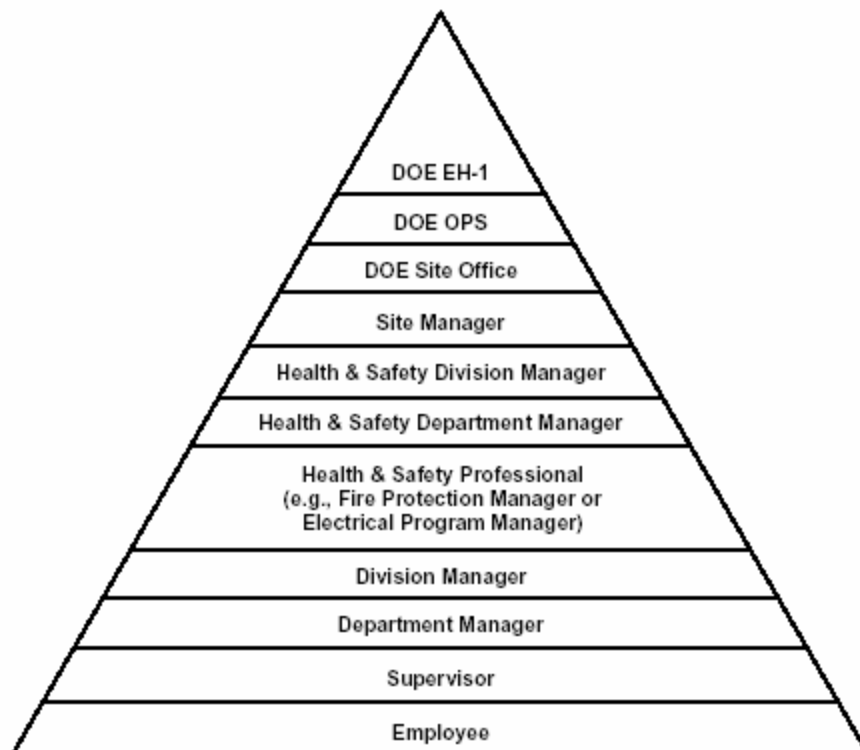 DOE EH-1
DOE OPS
DOE Site Office
Site Manager
Health & Safety Division Manager
Health & Safety Department Manager
Health & Safety Professional
(e.g., Fire Protection Manager or
Electrical Program Manager)
Division Manager
Department Manager
Supervisor
Employee